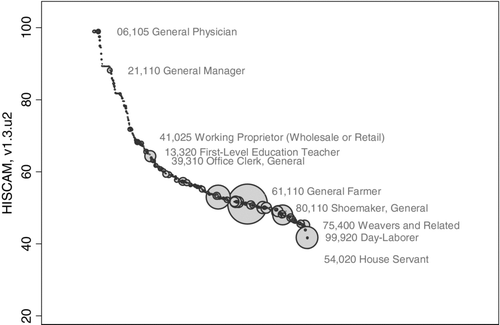 HISCAM, v1.3.u2
100
80
60
40
20
06,105 General Physician
21,110 General Manager
41,025 Working Proprietor (Wholesale or Retail)
13,320 First-Level Education Teacher
39,310 Office Clerk, General
61,110 General Farmer
80,110 Shoemaker, General
75,400 Weavers and Related
99,920 Day-Laborer
54,020 House Servant